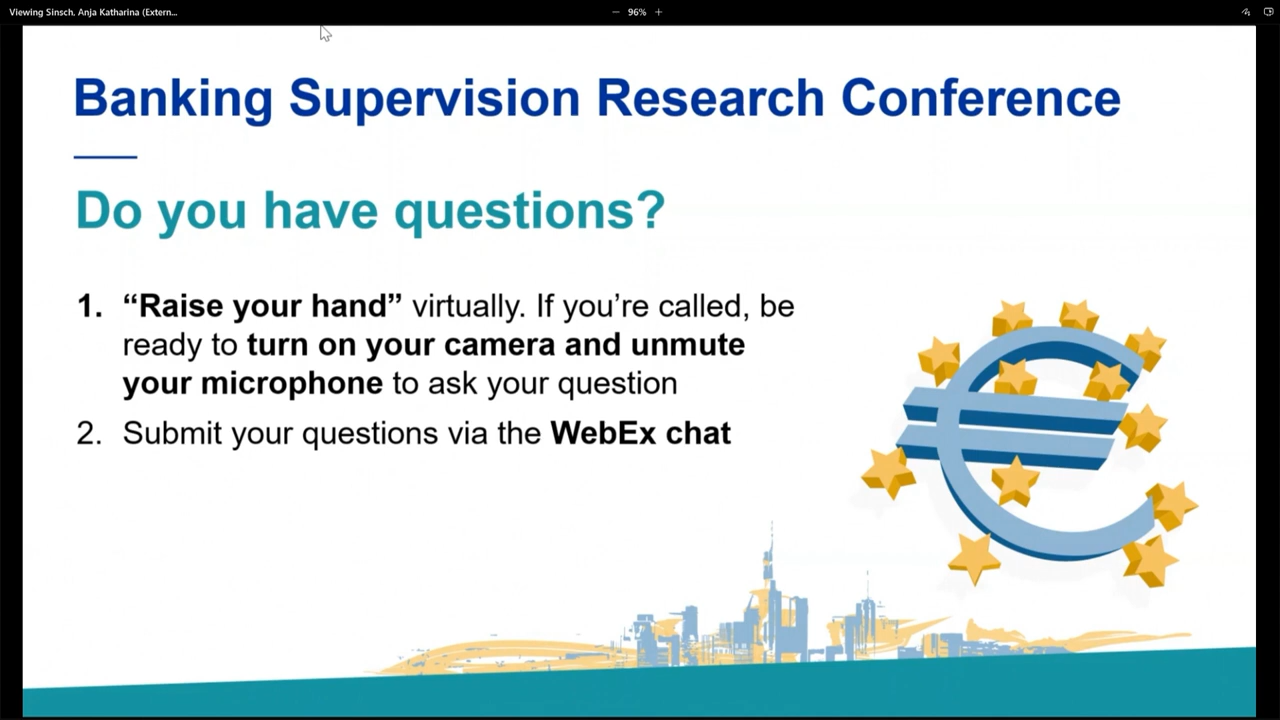 Viewing Sinsch, Anja Katharina (Extern...
− 96% +
Banking Supervision Research Conference
Do you have questions?
1. “Raise your hand” virtually. If you’re called, be
ready to turn on your camera and unmute
your microphone to ask your question
2. Submit your questions via the WebEx chat